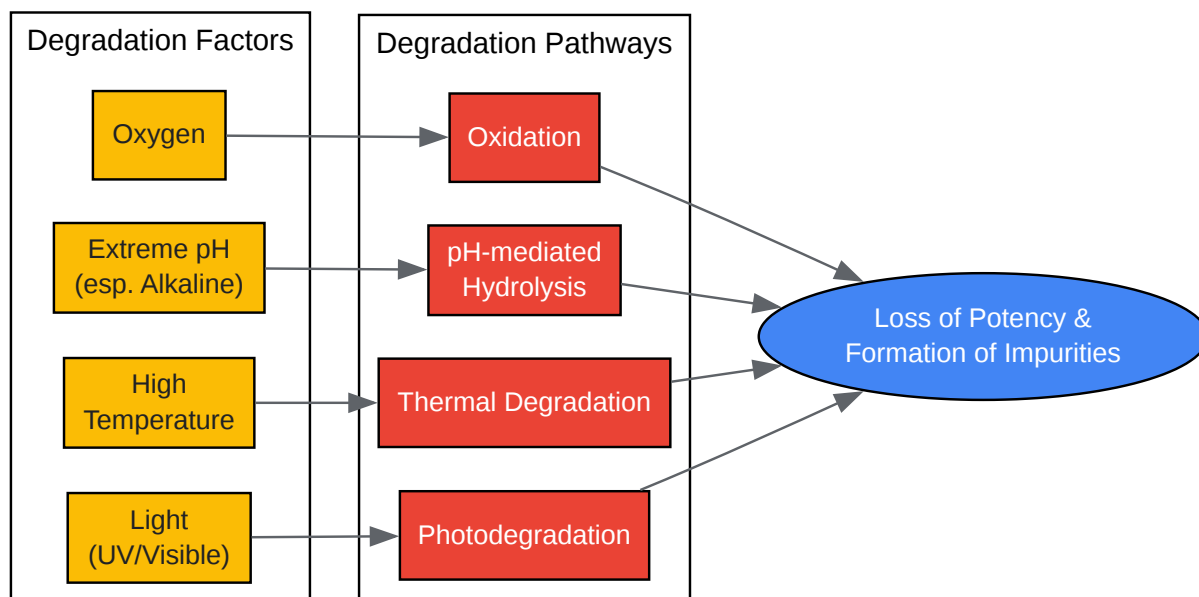 Degradation Factors
Oxygen
Extreme pH
(esp. Alkaline)
High
Temperature
Light
(UV/Visible)
Degradation Pathways
Oxidation
pH-mediated
Hydrolysis
Thermal Degradation
Photodegradation
Loss of Potency &
Formation of Impurities